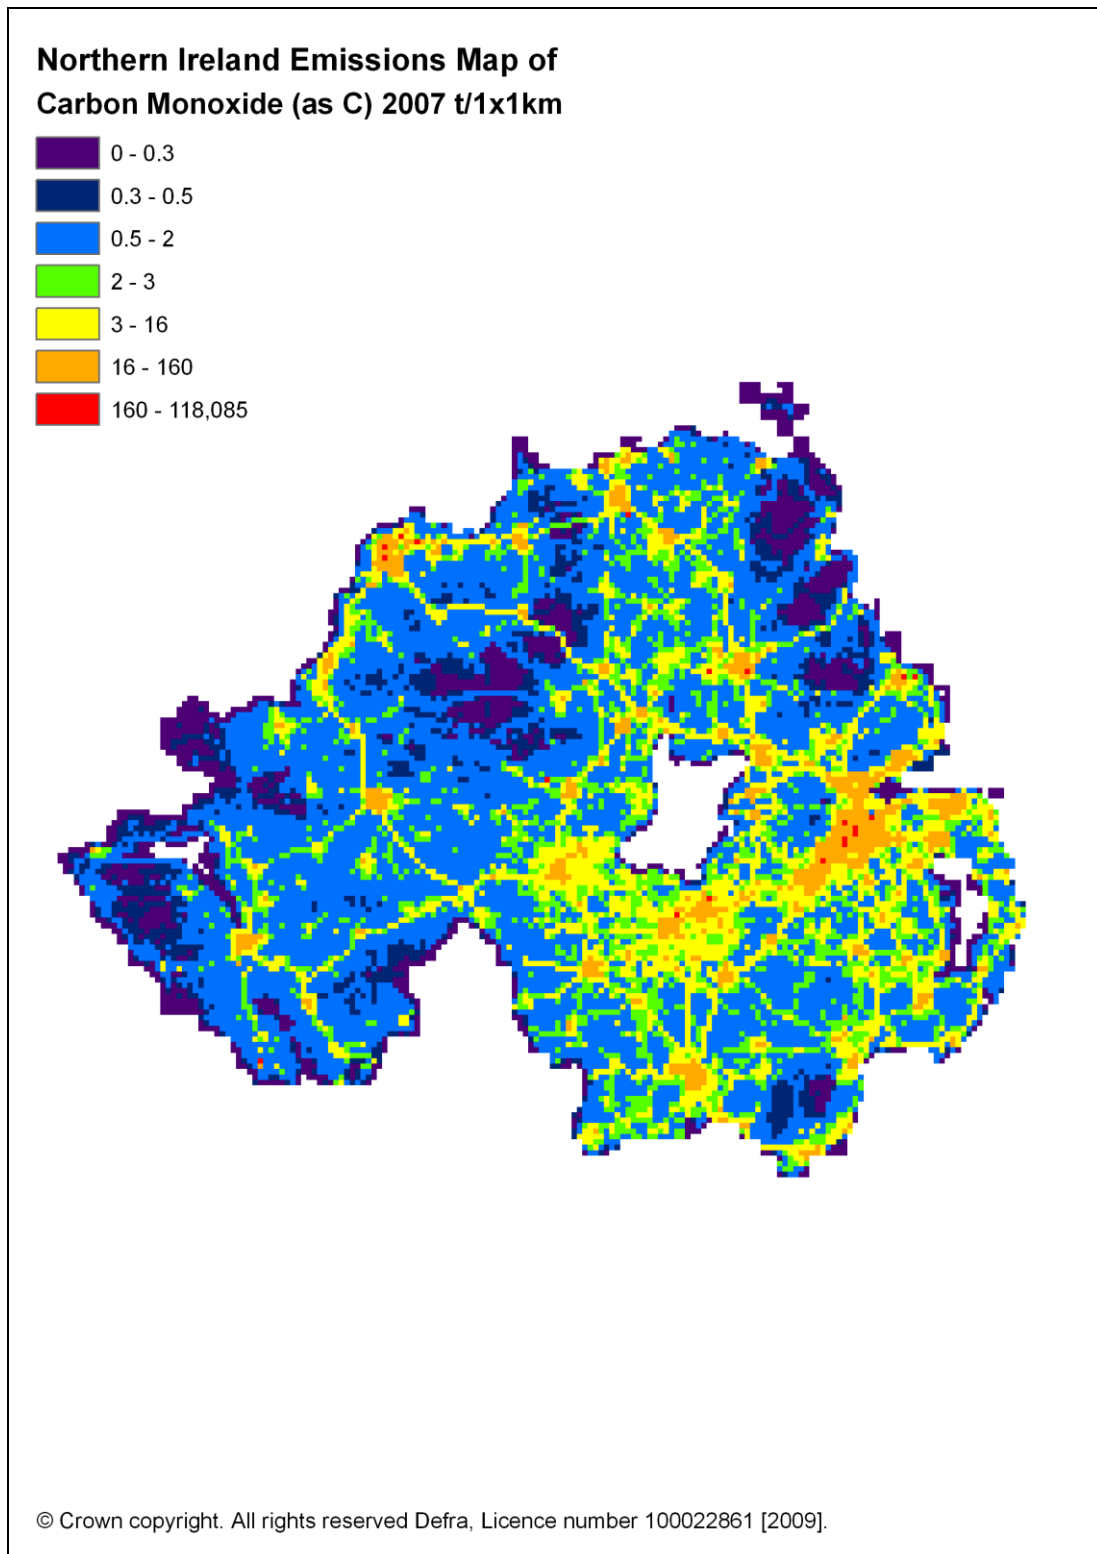 Northern Ireland Emissions Map of
Carbon Monoxide (as C) 2007 t/1x1km
0 - 0.3
0.3 - 0.5
0.5 - 2
2 - 3
3 - 16
16 - 160
160 - 118,085
© Crown copyright. All rights reserved Defra, Licence number 100022861 [2009].